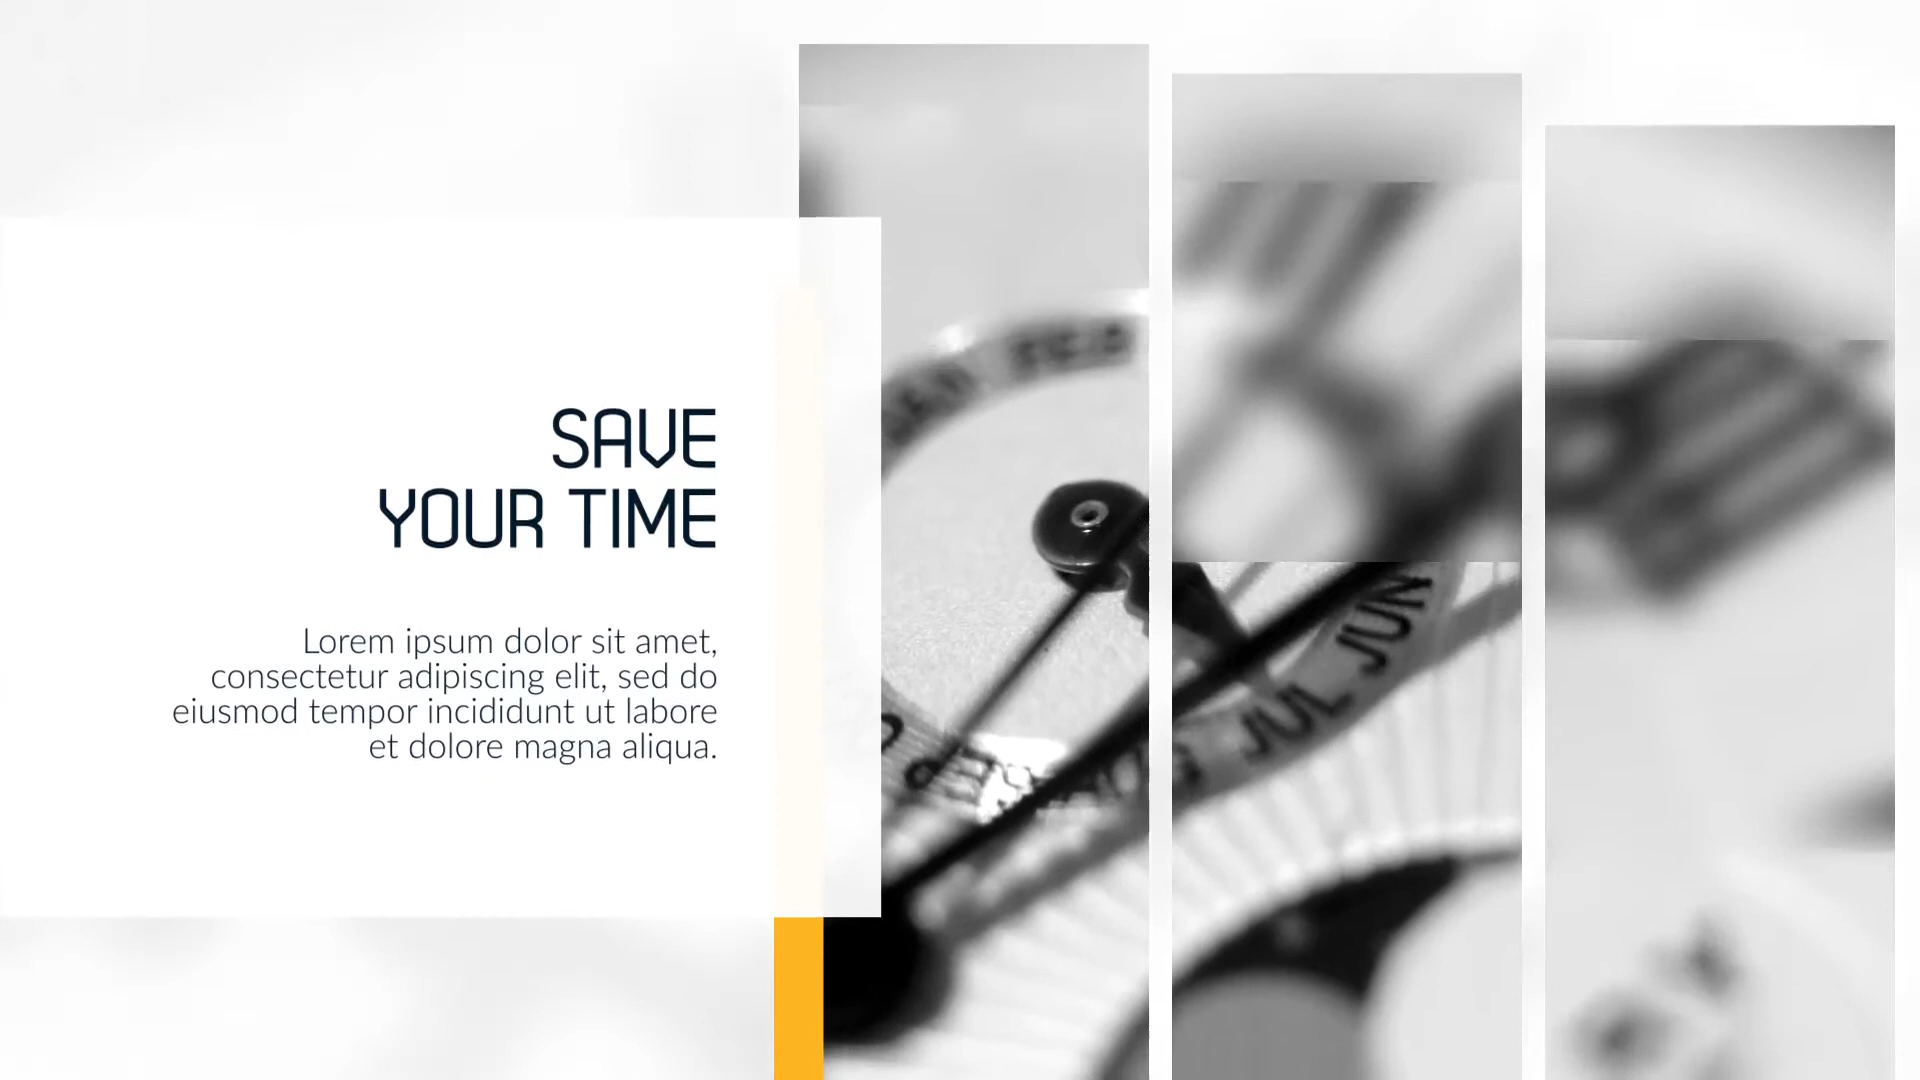 SAVE
YOUR TIME
Lorem ipsum dolor sit amet,
consectetur adipiscing elit, sed do
eiusmod tempor incididunt ut labore
et dolore magna aliqua.
FEB
JUN
JUL